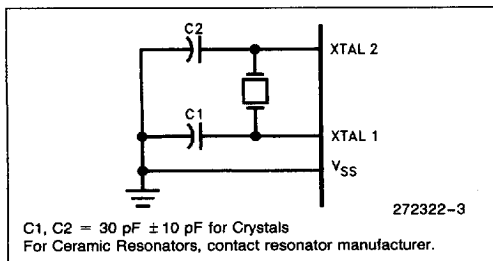 C2
XTAL 2
C1
XTAL 1
VSS
272322-3
C1, C2 = 30 pF ±10 pF for Crystals
For Ceramic Resonators, contact resonator manufacturer.